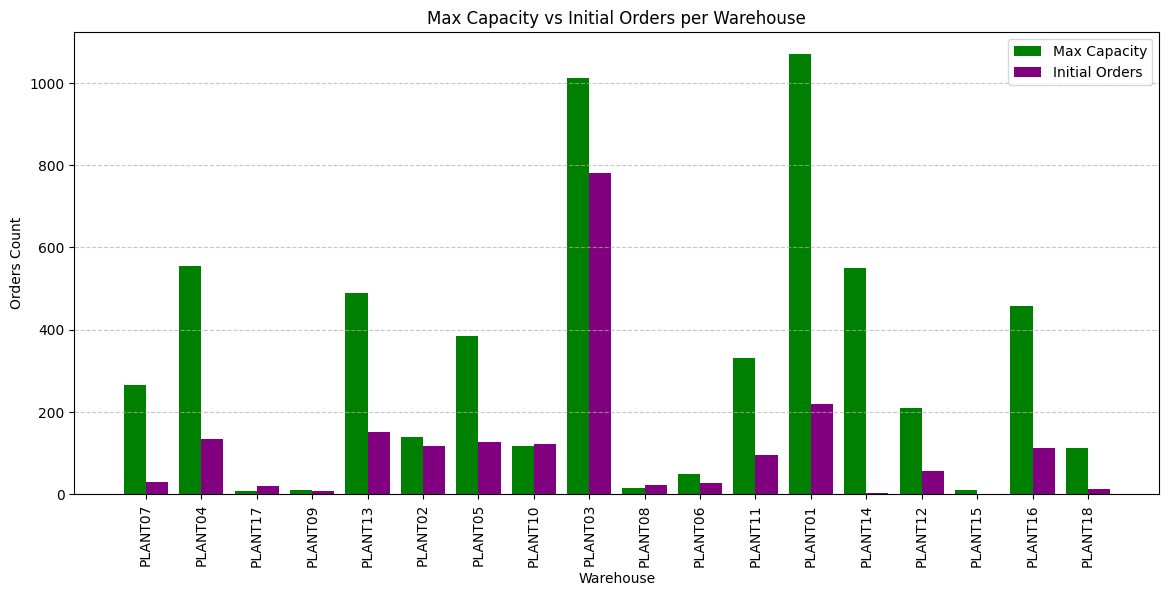 Max Capacity vs Initial Orders per Warehouse
Max Capacity
Initial Orders
Orders Count
1000
800
600
400
200
0
PLANT07
PLANT04
PLANT17
PLANT09
PLANT13
PLANT02
PLANT05
PLANT10
PLANT03
PLANT08
PLANT06
PLANT11
PLANT01
PLANT14
PLANT12
PLANT15
PLANT16
PLANT18
Warehouse